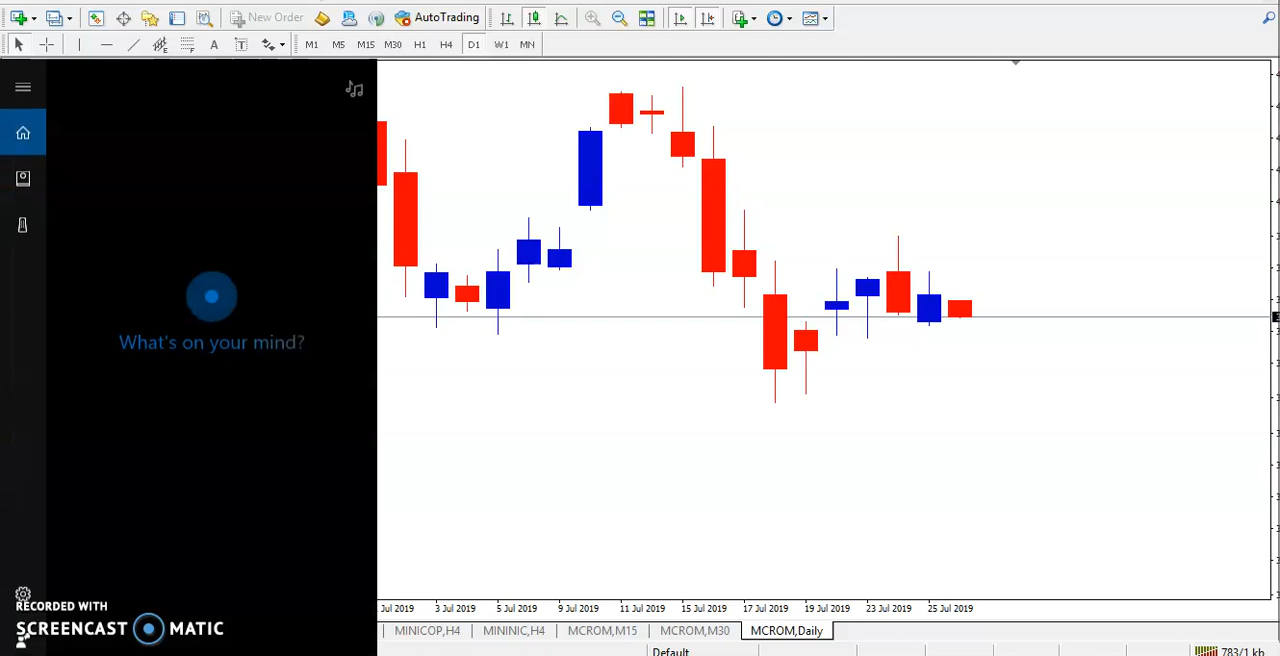 New Order
AutoTrading
A
T
M1
M5
M15
M30
H1
H4
D1
W1
MN
What's on your mind?
Jul 2019
3 Jul 2019
5 Jul 2019
9 Jul 2019
11 Jul 2019
15 Jul 2019
17 Jul 2019
19 Jul 2019
23 Jul 2019
25 Jul 2019
RECORDED WITH
SCREENCAST MATIC
MINICOP,H4
MININIC,H4
MCROM,M15
MCROM,M30
MCROM,Daily
Default
783/1 kb